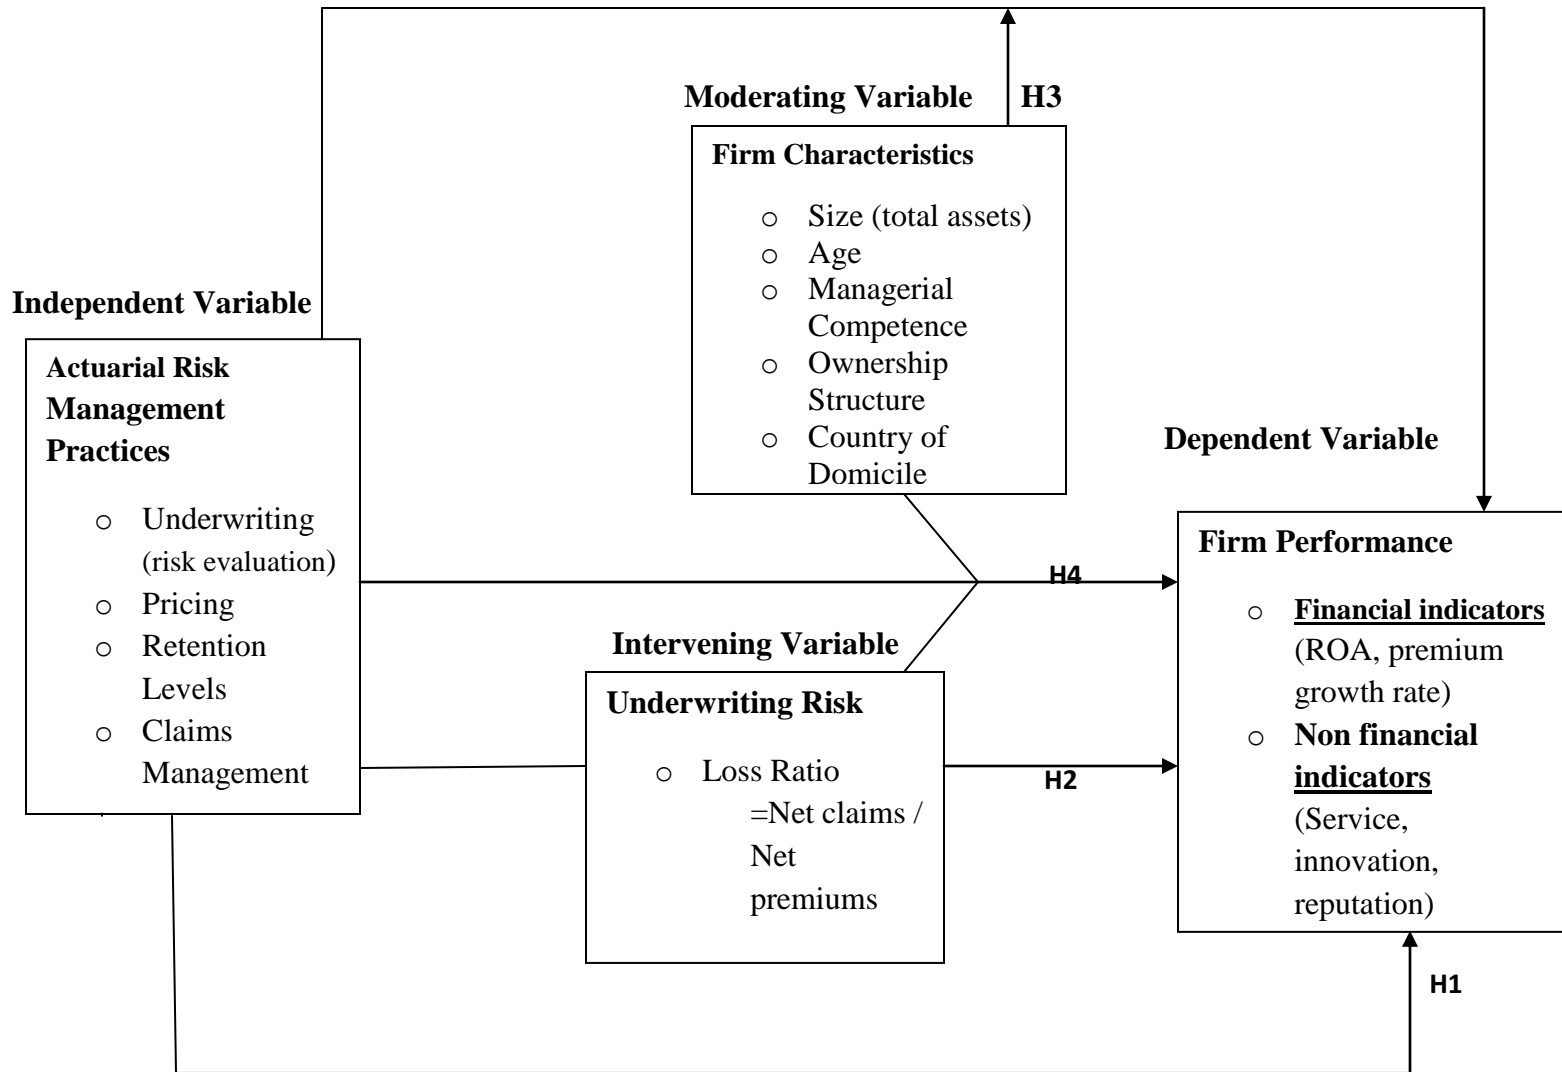 Moderating Variable
H3
Firm Characteristics
o Size (total assets)
o Age
o Managerial
Competence
o Ownership
Structure
o Country of
Domicile
Independent Variable
Actuarial Risk
Management
Practices
o Underwriting
(risk evaluation)
o Pricing
o Retention
Levels
o Claims
Management
Dependent Variable
Firm Performance
o Financial indicators
(ROA, premium
growth rate)
o Non financial
indicators
(Service,
innovation,
reputation)
H4
Intervening Variable
Underwriting Risk
o Loss Ratio
=Net claims /
Net
premiums
H2
H1